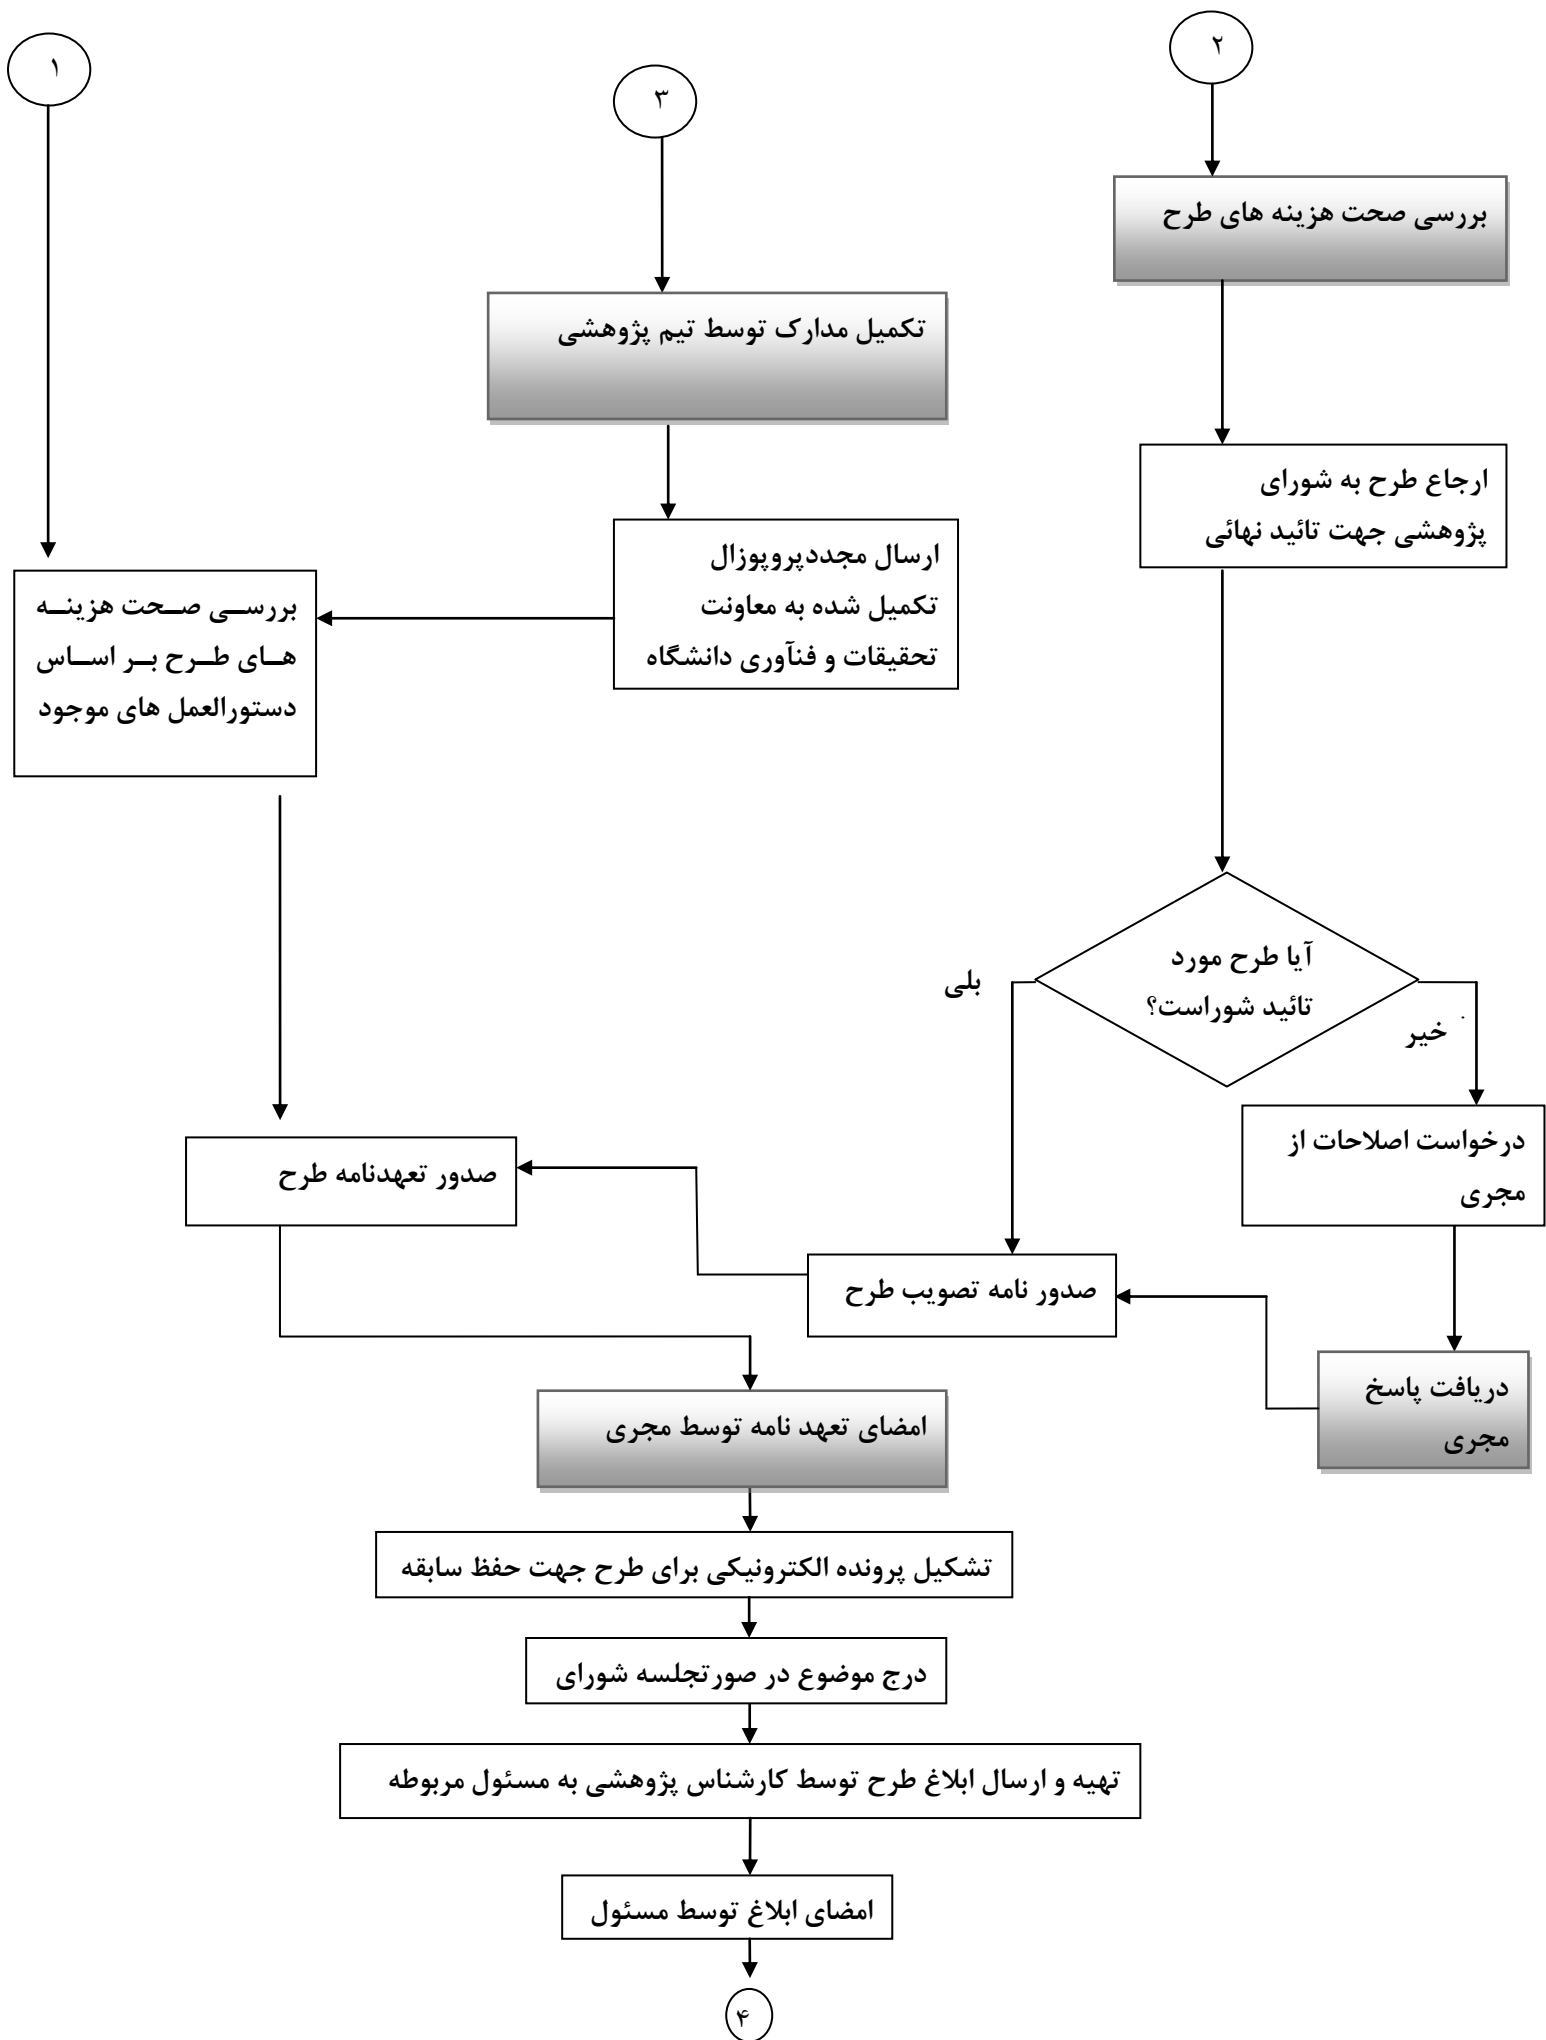 ۲
۱
۳
بررسی صحت هزینه های طرح
تکمیل مدارک توسط تیم پژوهشی
ارجاع طرح به شورای
پژوهشی جهت تائید نهائی
ارسال مجددپروپوزال
تکمیل شده به معاونت
تحقیقات و فنآوری دانشگاه
بررسی صحت هزینه
های طرح بر اساس
دستورالعمل های موجود
آیا طرح مورد
تائید شوراست؟
بلی
خیر
درخواست اصلاحات از
مجری
صدور تعهدنامه طرح
صدور نامه تصویب طرح
دریافت پاسخ
مجری
امضای تعهد نامه توسط مجری
تشکیل پرونده الکترونیکی برای طرح جهت حفظ سابقه
درج موضوع در صورتجلسه شورای
تهیه و ارسال ابلاغ طرح توسط کارشناس پژوهشی به مسئول مربوطه
امضای ابلاغ توسط مسئول
۴